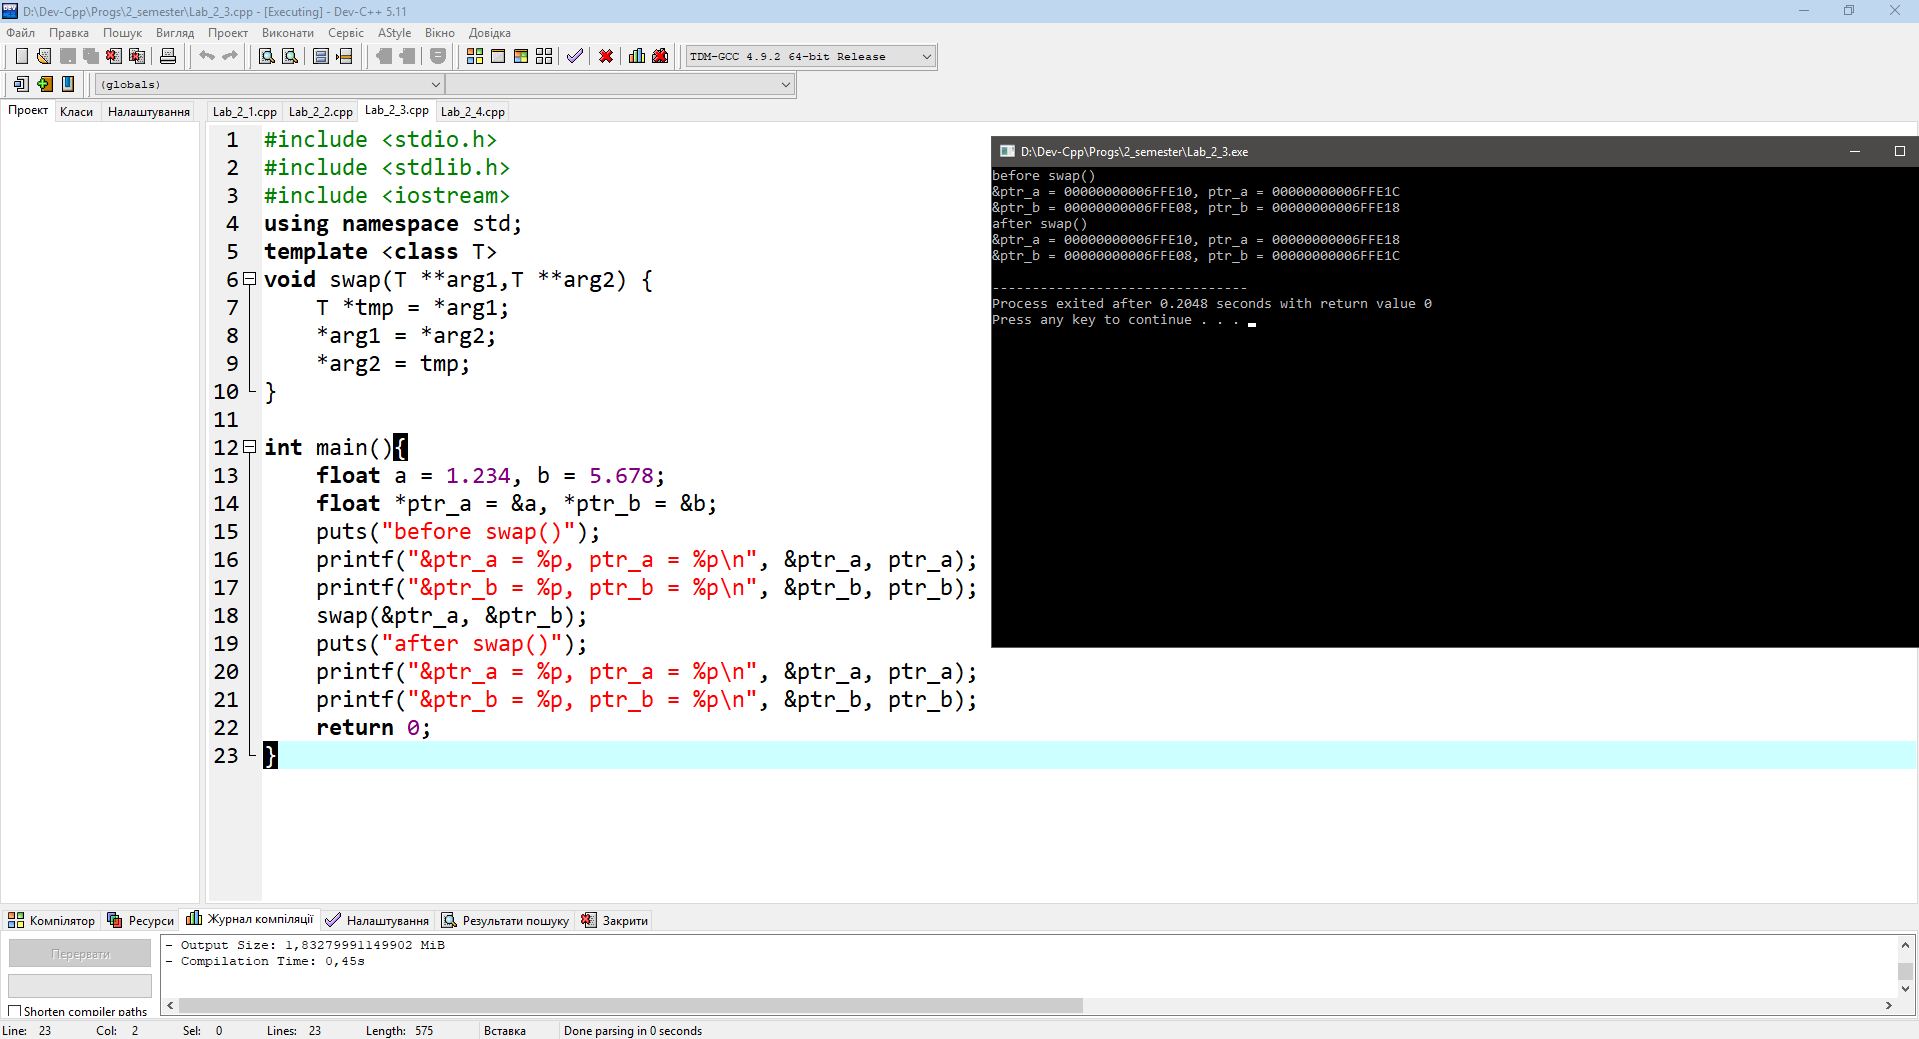 D:\Dev-Cpp\Progs\2_semester\Lab_2_3.cpp - [Executing] - Dev-C++ 5.11
Файл Правка Пошук Вигляд Проект Виконати Сервіс AStyle Вікно Довідка
TDM-GCC 4.9.2 64-bit Release
(globals)
Проект Класи Налаштування
Lab_2_1.cpp Lab_2_2.cpp Lab_2_3.cpp Lab_2_4.cpp
1 #include <stdio.h>
2 #include <stdlib.h>
3 #include <iostream>
4 using namespace std;
5 template <class T>
6 void swap(T **arg1,T **arg2) {
7     T *tmp = *arg1;
8     *arg1 = *arg2;
9     *arg2 = tmp;
10 }
11
12 int main(){
13     float a = 1.234, b = 5.678;
14     float *ptr_a = &a, *ptr_b = &b;
15     puts("before swap()");
16     printf("&ptr_a = %p, ptr_a = %p\n", &ptr_a, ptr_a);
17     printf("&ptr_b = %p, ptr_b = %p\n", &ptr_b, ptr_b);
18     swap(&ptr_a, &ptr_b);
19     puts("after swap()");
20     printf("&ptr_a = %p, ptr_a = %p\n", &ptr_a, ptr_a);
21     printf("&ptr_b = %p, ptr_b = %p\n", &ptr_b, ptr_b);
22     return 0;
23 }
D:\Dev-Cpp\Progs\2_semester\Lab_2_3.exe
before swap()
&ptr_a = 00000000006FFE10, ptr_a = 00000000006FFE1C
&ptr_b = 00000000006FFE08, ptr_b = 00000000006FFE18
after swap()
&ptr_a = 00000000006FFE10, ptr_a = 00000000006FFE18
&ptr_b = 00000000006FFE08, ptr_b = 00000000006FFE1C
--------------------------------
Process exited after 0.2048 seconds with return value 0
Press any key to continue . . .
Компілятор Ресурси Журнал компіляції Налаштування Результати пошуку Закрити
Перервати
Shorten compiler paths
- Output Size: 1,83279991149902 MiB
- Compilation Time: 0,45s
Line: 23 Col: 2 Sel: 0 Lines: 23 Length: 575 Вставка Done parsing in 0 seconds